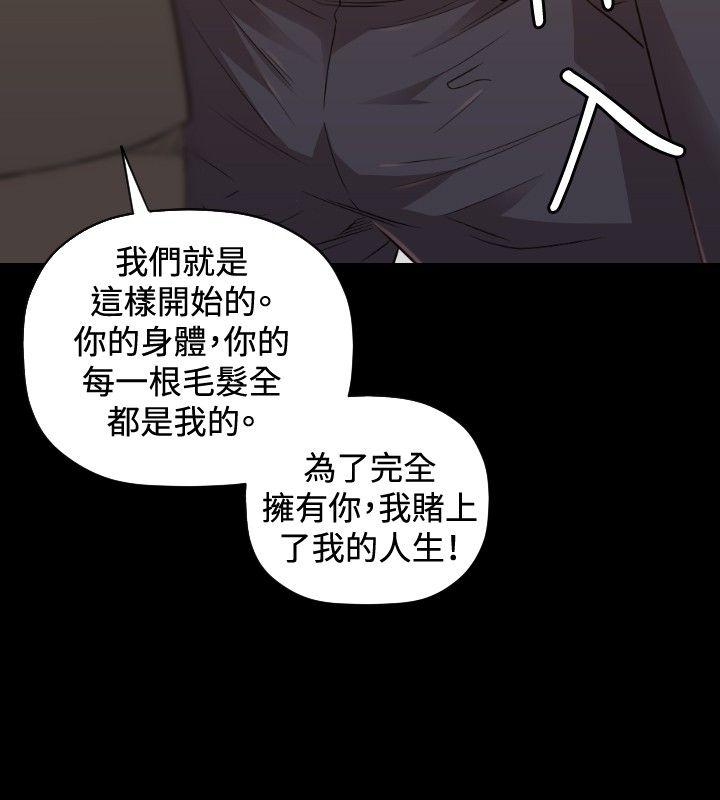 我們就是
這樣開始的。
你的身體，你的
每一根毛髮全
都是我的。
為了完全
擁有你，我賭上
了我的人生！